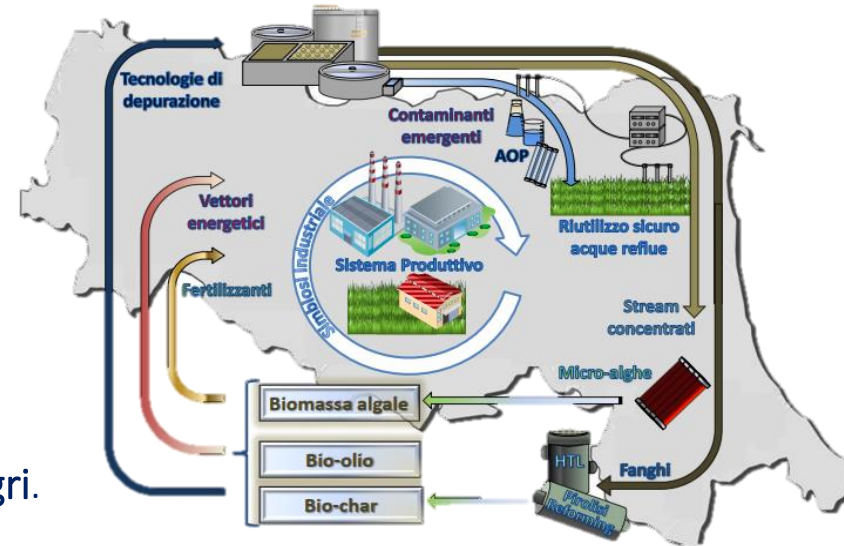 Tecnologie di
depurazione
Contaminanti
emergenti
AOP
Vettori
energetici
Riutilizzo sicuro
acque reflue
Simbiosi industriale
Sistema Produttivo
Fertilizzanti
Stream
concentrati
Micro-alghe
Biomassa algale
Bio-olio
HTL
Fanghi
gri.
Bio-char
Pirolisi
Reforming